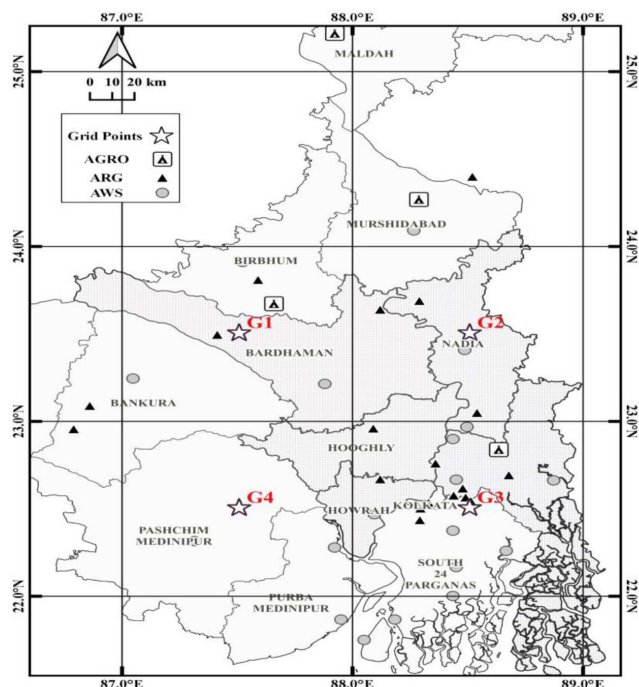 87.0°E 88.0°E 89.0°E
MALDAH
0 10 20 km
25.0°N 25.0°N
Grid Points
AGRO
ARG
AWS
MURSHIDABAD
24.0°N 24.0°N
BIRBHUM
G1 G2
NADIA
BARDHAMAN
BANKURA
23.0°N 23.0°N
HOOGHLY
G4 HOWRAH KOLKATA G3
PASHCHIM
MEDINIPUR
SOUTH
24
PARGANAS
PURBA
MEDINIPUR
22.0°N 22.0°N
87.0°E 88.0°E 89.0°E